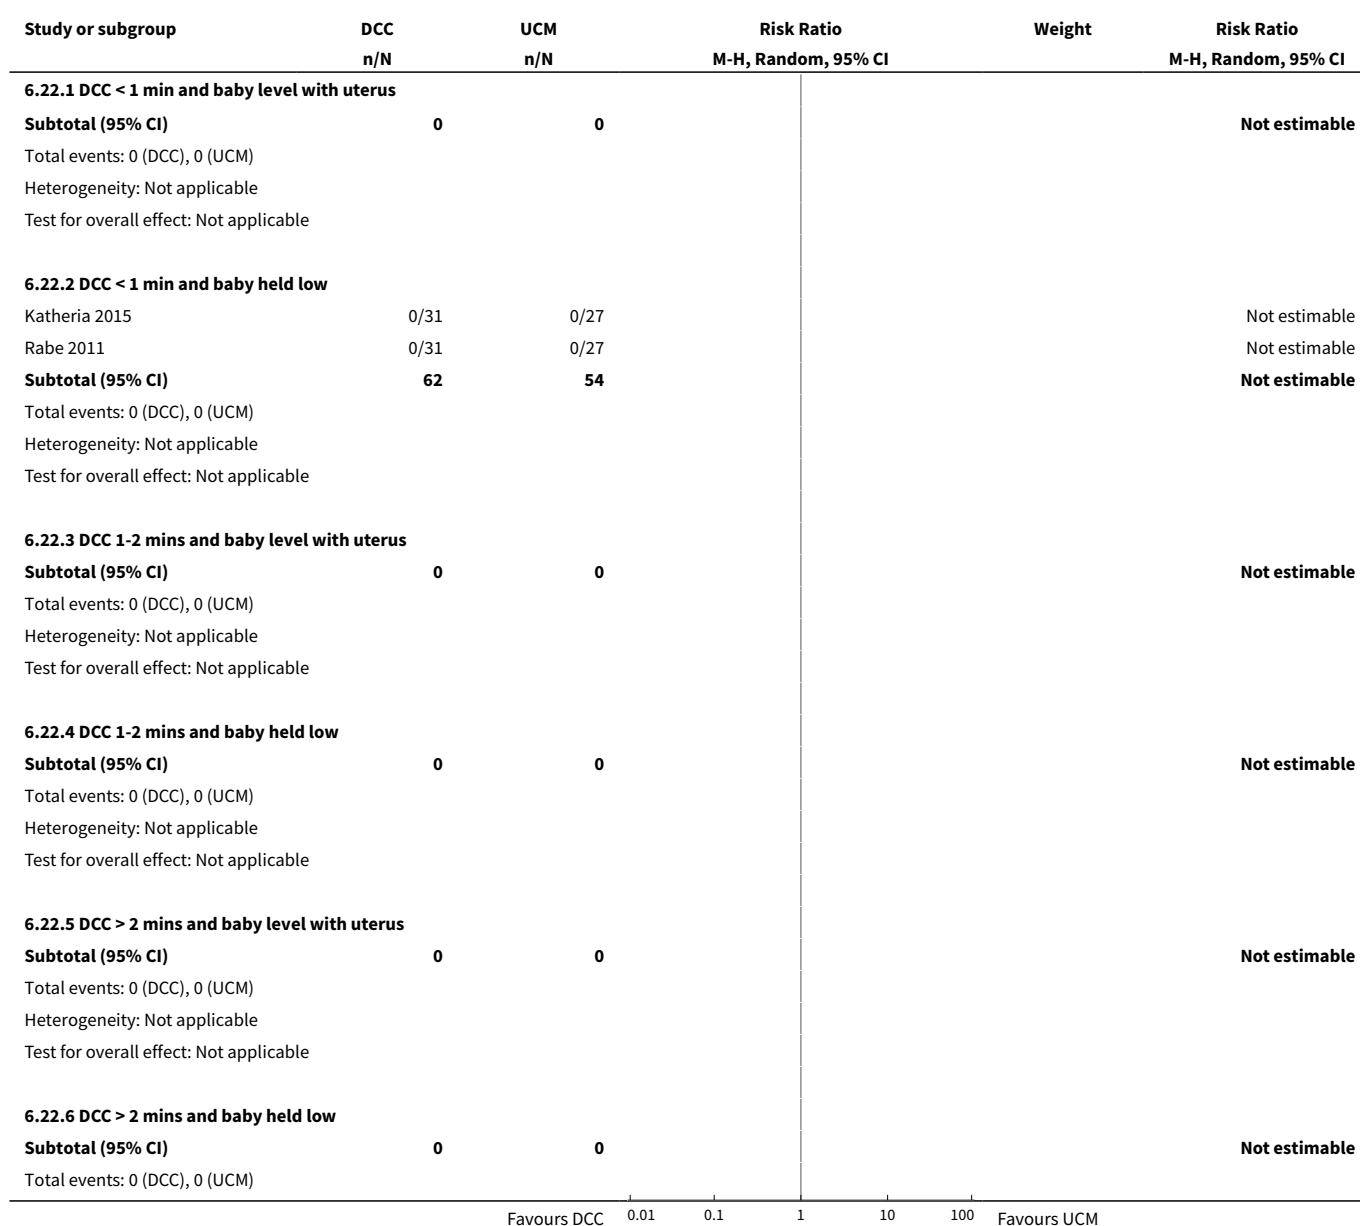 Study or subgroup DCC UCM Risk Ratio Weight Risk Ratio
n/N n/N M-H, Random, 95% CI M-H, Random, 95% CI
6.22.1 DCC < 1 min and baby level with uterus
Subtotal (95% CI) 0 0 Not estimable
Total events: 0 (DCC), 0 (UCM)
Heterogeneity: Not applicable
Test for overall effect: Not applicable
6.22.2 DCC < 1 min and baby held low
Katheria 2015 0/31 0/27 Not estimable
Rabe 2011 0/31 0/27 Not estimable
Subtotal (95% CI) 62 54 Not estimable
Total events: 0 (DCC), 0 (UCM)
Heterogeneity: Not applicable
Test for overall effect: Not applicable
6.22.3 DCC 1-2 mins and baby level with uterus
Subtotal (95% CI) 0 0 Not estimable
Total events: 0 (DCC), 0 (UCM)
Heterogeneity: Not applicable
Test for overall effect: Not applicable
6.22.4 DCC 1-2 mins and baby held low
Subtotal (95% CI) 0 0 Not estimable
Total events: 0 (DCC), 0 (UCM)
Heterogeneity: Not applicable
Test for overall effect: Not applicable
6.22.5 DCC > 2 mins and baby level with uterus
Subtotal (95% CI) 0 0 Not estimable
Total events: 0 (DCC), 0 (UCM)
Heterogeneity: Not applicable
Test for overall effect: Not applicable
6.22.6 DCC > 2 mins and baby held low
Subtotal (95% CI) 0 0 Not estimable
Total events: 0 (DCC), 0 (UCM)
Favours DCC 0.01 0.1 1 10 100 Favours UCM